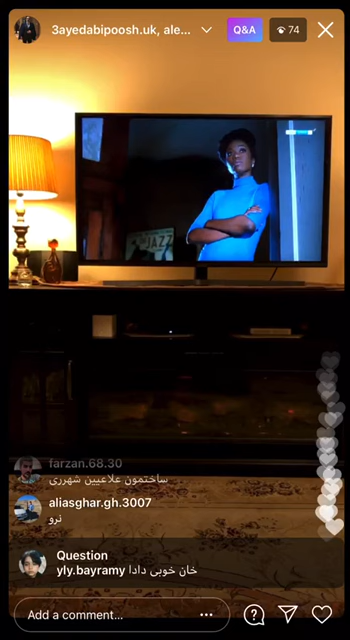 3ayedabipoosh.uk, ale...
Q&A
74
JAZZ
farzan.68.30
ساختمون علاعیین شهرری
aliasghar.gh.3007
نرو
Question
yly.bayramy خان خوبی دادا
Add a comment...